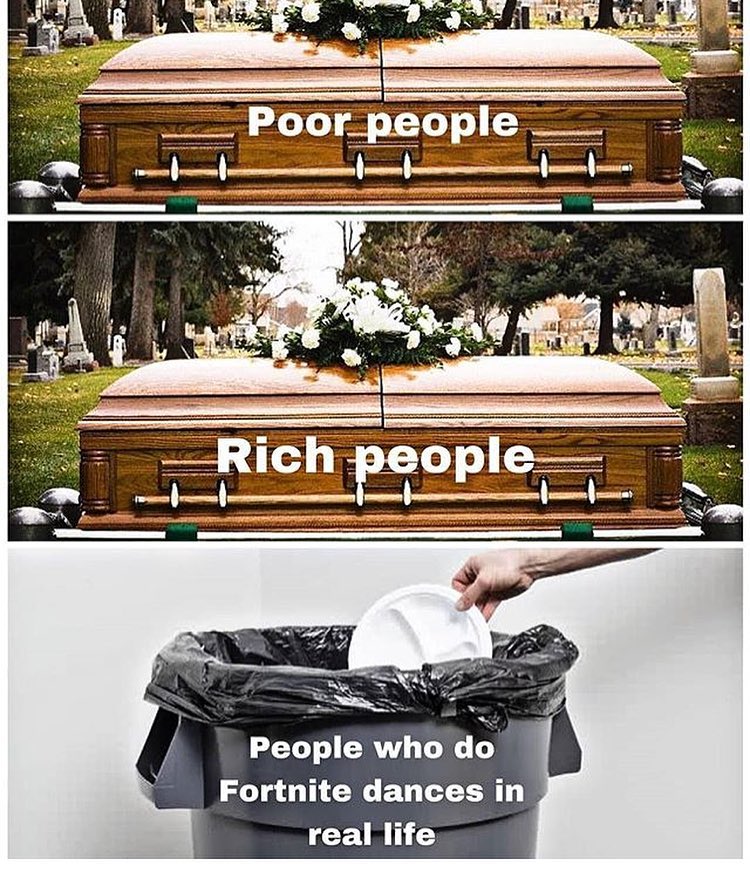 Poor people
Rich people
People who do
Fortnite dances in
real life